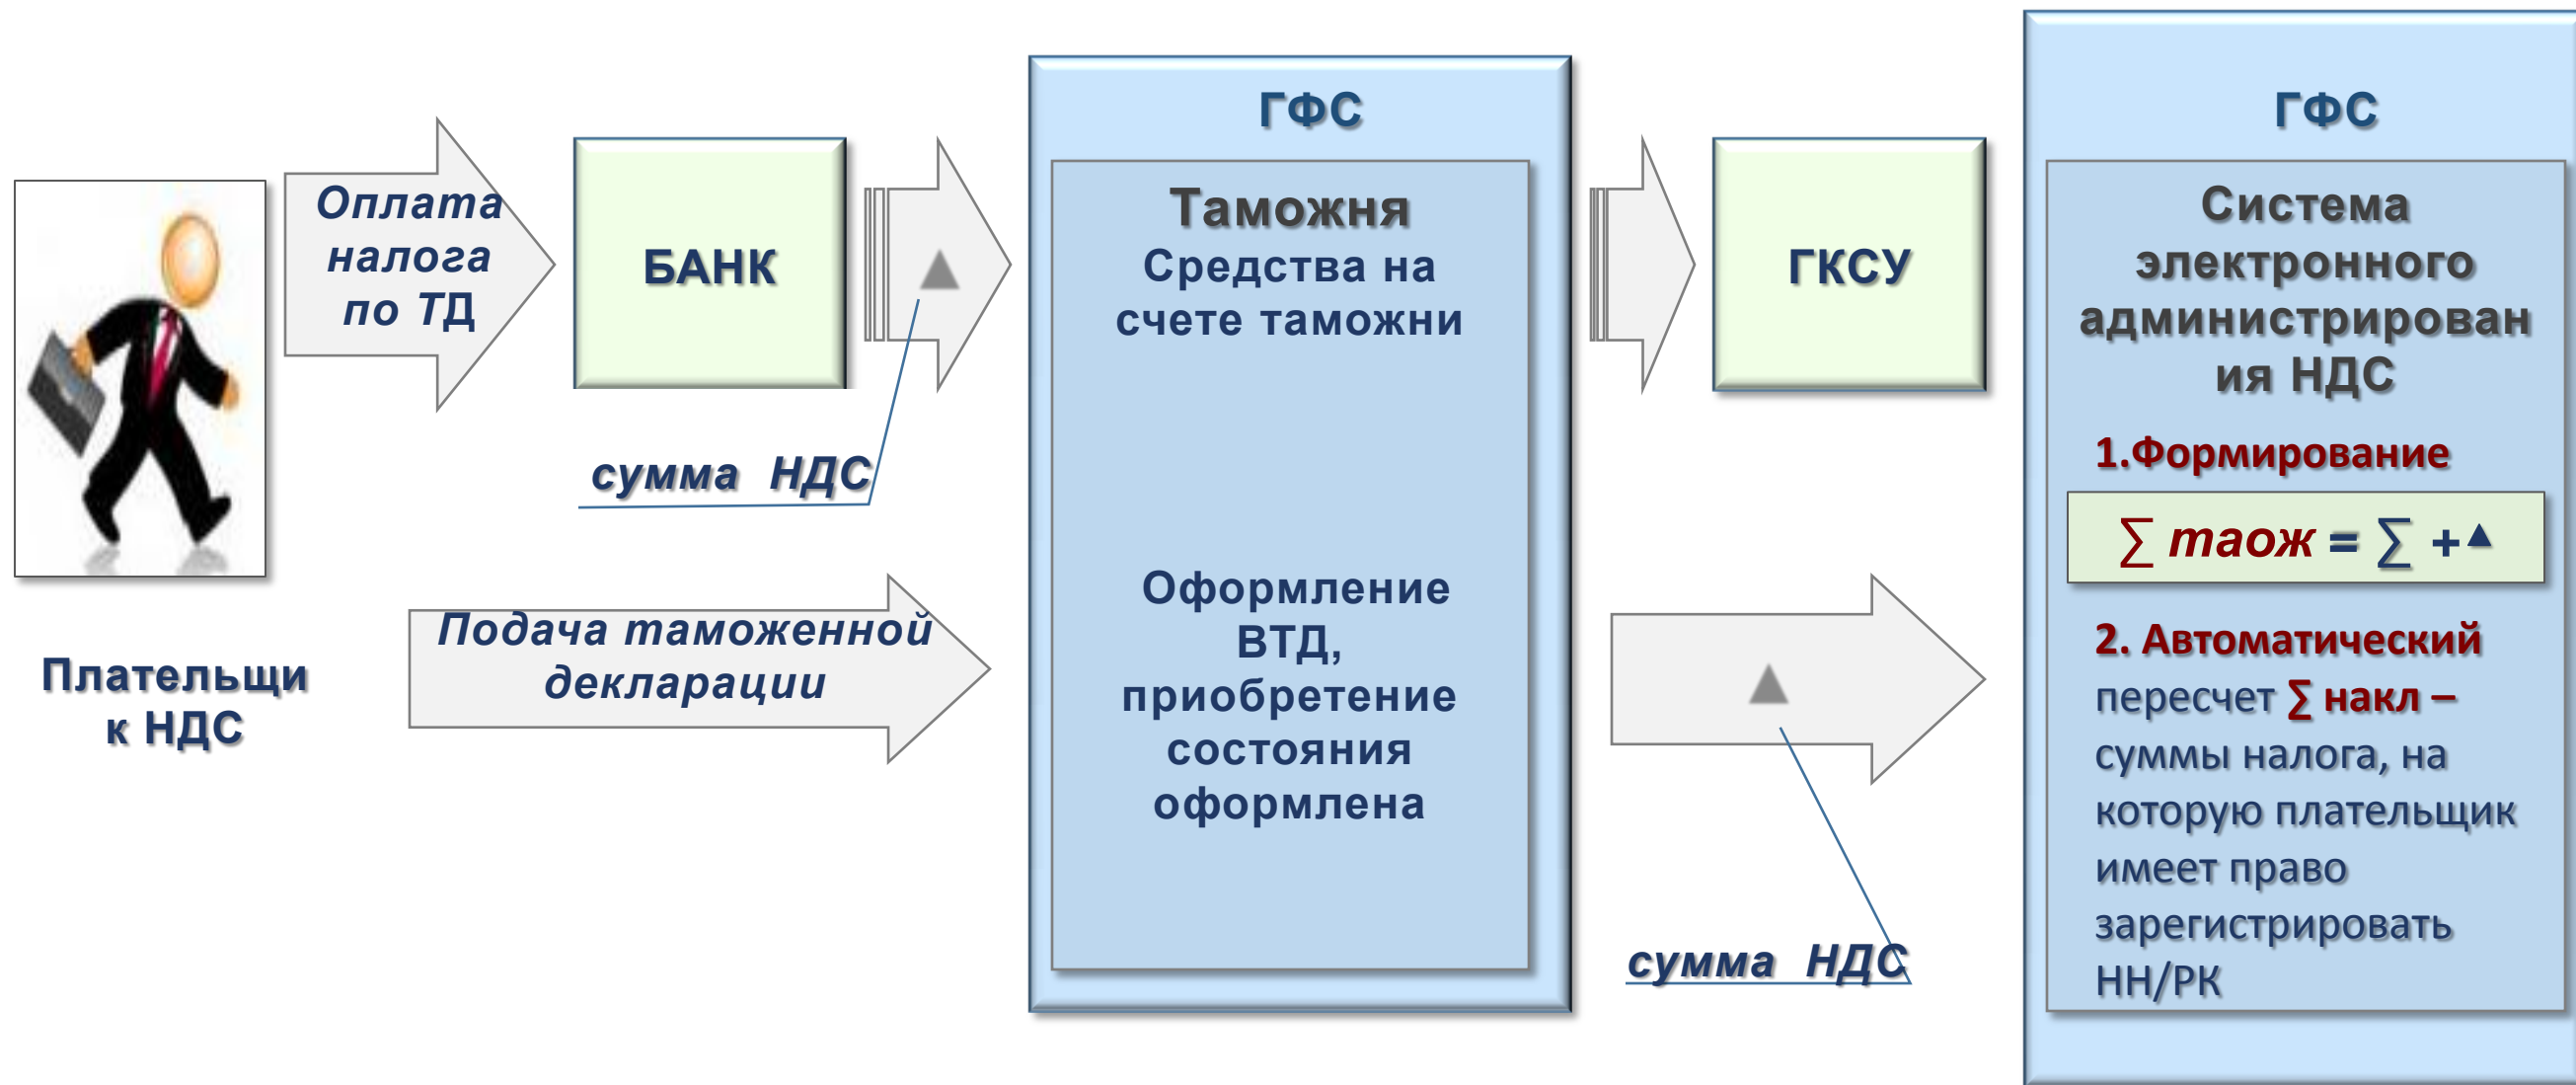 Оплата
налога
по ТД
БАНК
▲
сумма НДС
Плательщи
к НДС
Подача таможенной
декларации
ГФС
Таможня
Средства на
счете таможни
Оформление
ВТД,
приобретение
состояния
оформлена
ГКСУ
▲
сумма НДС
ГФС
Система
электронного
администрирован
ия НДС
1.Формирование
∑ таож = ∑ +▲
2. Автоматический
пересчет ∑ накл –
суммы налога, на
которую плательщик
имеет право
зарегистрировать
НН/РК